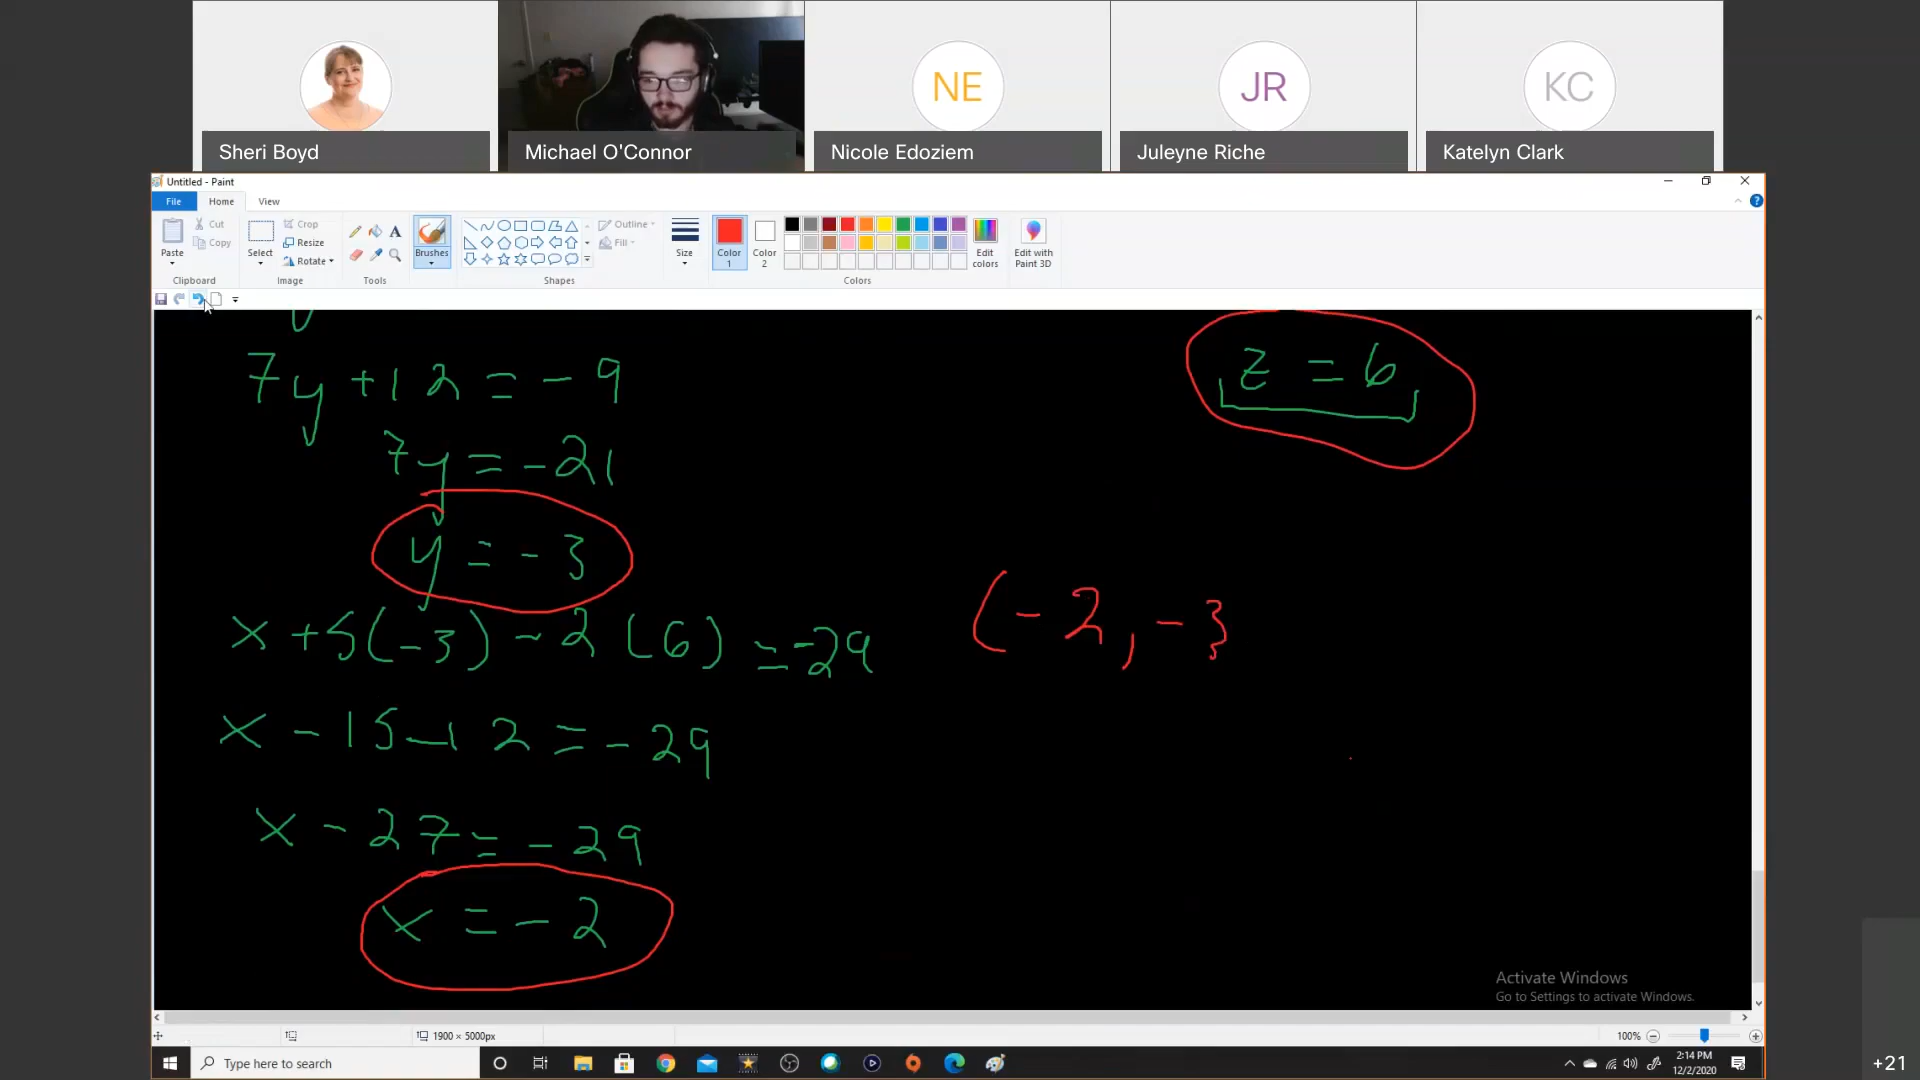 Sheri Boyd
Michael O'Connor
NE
Nicole Edoziem
JR
Juleyne Riche
KC
Katelyn Clark
Untitled - Paint
File Home View
Paste
Cut
Copy
Clipboard
Select
Crop
Resize
Rotate
Image
A
Tools
Brushes
Outline
Fill
Shapes
Size
Color 1
Color 2
Edit colors
Colors
Edit with Paint 3D
7y + 12 = - 9
7y = - 21
y = - 3
x + 5(-3) - 2(6) = -29
x - 15 - 12 = - 29
x - 27 = - 29
x = - 2
z = 6
(- 2, - 3
Activate Windows
Go to Settings to activate Windows.
1900 × 5000px
100%
Type here to search
2:14 PM
12/2/2020
+21